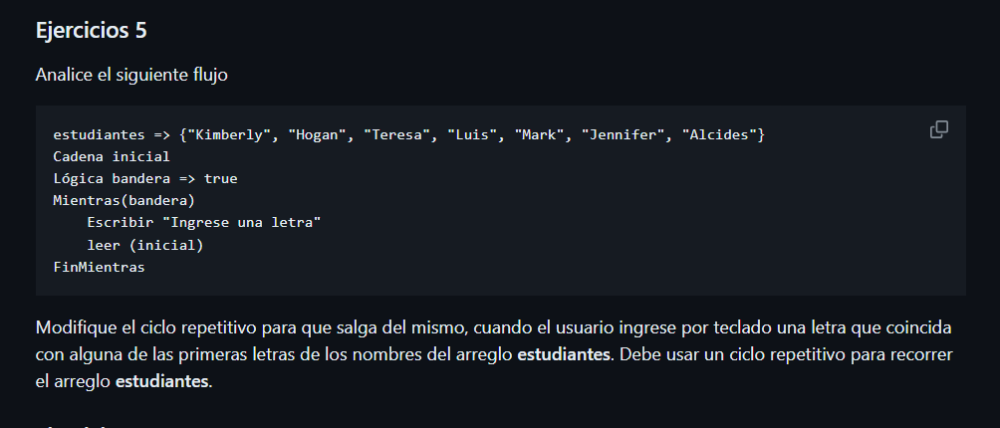 Ejercicios 5
Analice el siguiente flujo
estudiantes => {"Kimberly", "Hogan", "Teresa", "Luis", "Mark", "Jennifer", "Alcides"}
Cadena inicial
Lógica bandera => true
Mientras(bandera)
    Escribir "Ingrese una letra"
    leer (inicial)
FinMientras
Modifique el ciclo repetitivo para que salga del mismo, cuando el usuario ingrese por teclado una letra que coincida
con alguna de las primeras letras de los nombres del arreglo estudiantes. Debe usar un ciclo repetitivo para recorrer
el arreglo estudiantes.